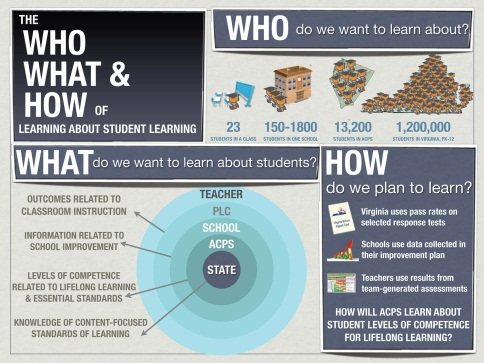 THE
WHO
WHAT &
HOW OF
LEARNING ABOUT STUDENT LEARNING
WHO do we want to learn about?
23
STUDENTS IN A CLASS
150-1800
STUDENTS IN ONE SCHOOL
13,200
STUDENTS IN ACPS
1,200,000
STUDENTS IN VIRGINIA, PK-12
WHAT do we want to learn about students?
OUTCOMES RELATED TO
CLASSROOM INSTRUCTION
INFORMATION RELATED TO
SCHOOL IMPROVEMENT
LEVELS OF COMPETENCE
RELATED TO LIFELONG LEARNING
& ESSENTIAL STANDARDS
KNOWLEDGE OF CONTENT-FOCUSED
STANDARDS OF LEARNING
TEACHER
PLC
SCHOOL
ACPS
STATE
HOW
do we plan to learn?
Virginia uses pass rates on
selected response tests
Schools use data collected in
their improvement plan
Teachers use results from
team-generated assessments
HOW WILL ACPS LEARN ABOUT
STUDENT LEVELS OF COMPETENCE
FOR LIFELONG LEARNING?